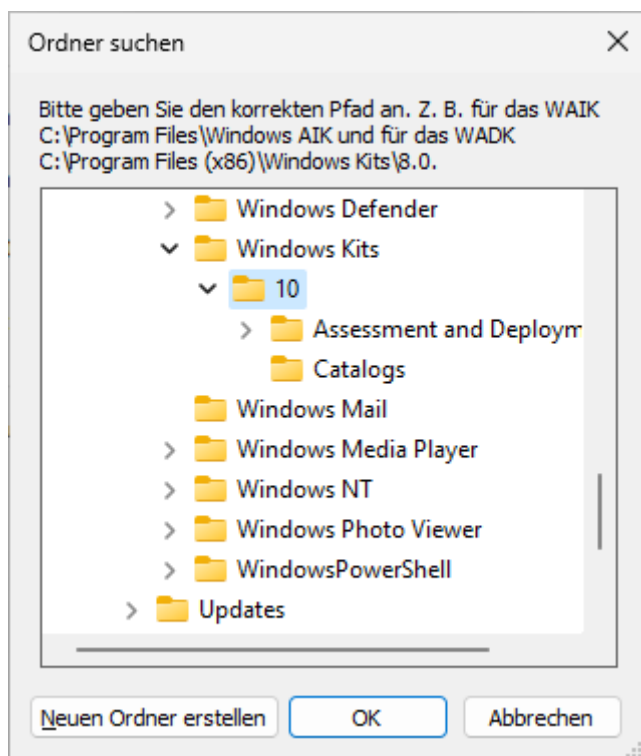 Ordner suchen
Bitte geben Sie den korrekten Pfad an. Z. B. für das WAIK
C:\Program Files\Windows AIK und für das WADK
C:\Program Files (x86)\Windows Kits\8.0.
Windows Defender
Windows Kits
10
Assessment and Deploym
Catalogs
Windows Mail
Windows Media Player
Windows NT
Windows Photo Viewer
WindowsPowerShell
Updates
Neuen Ordner erstellen OK Abbrechen